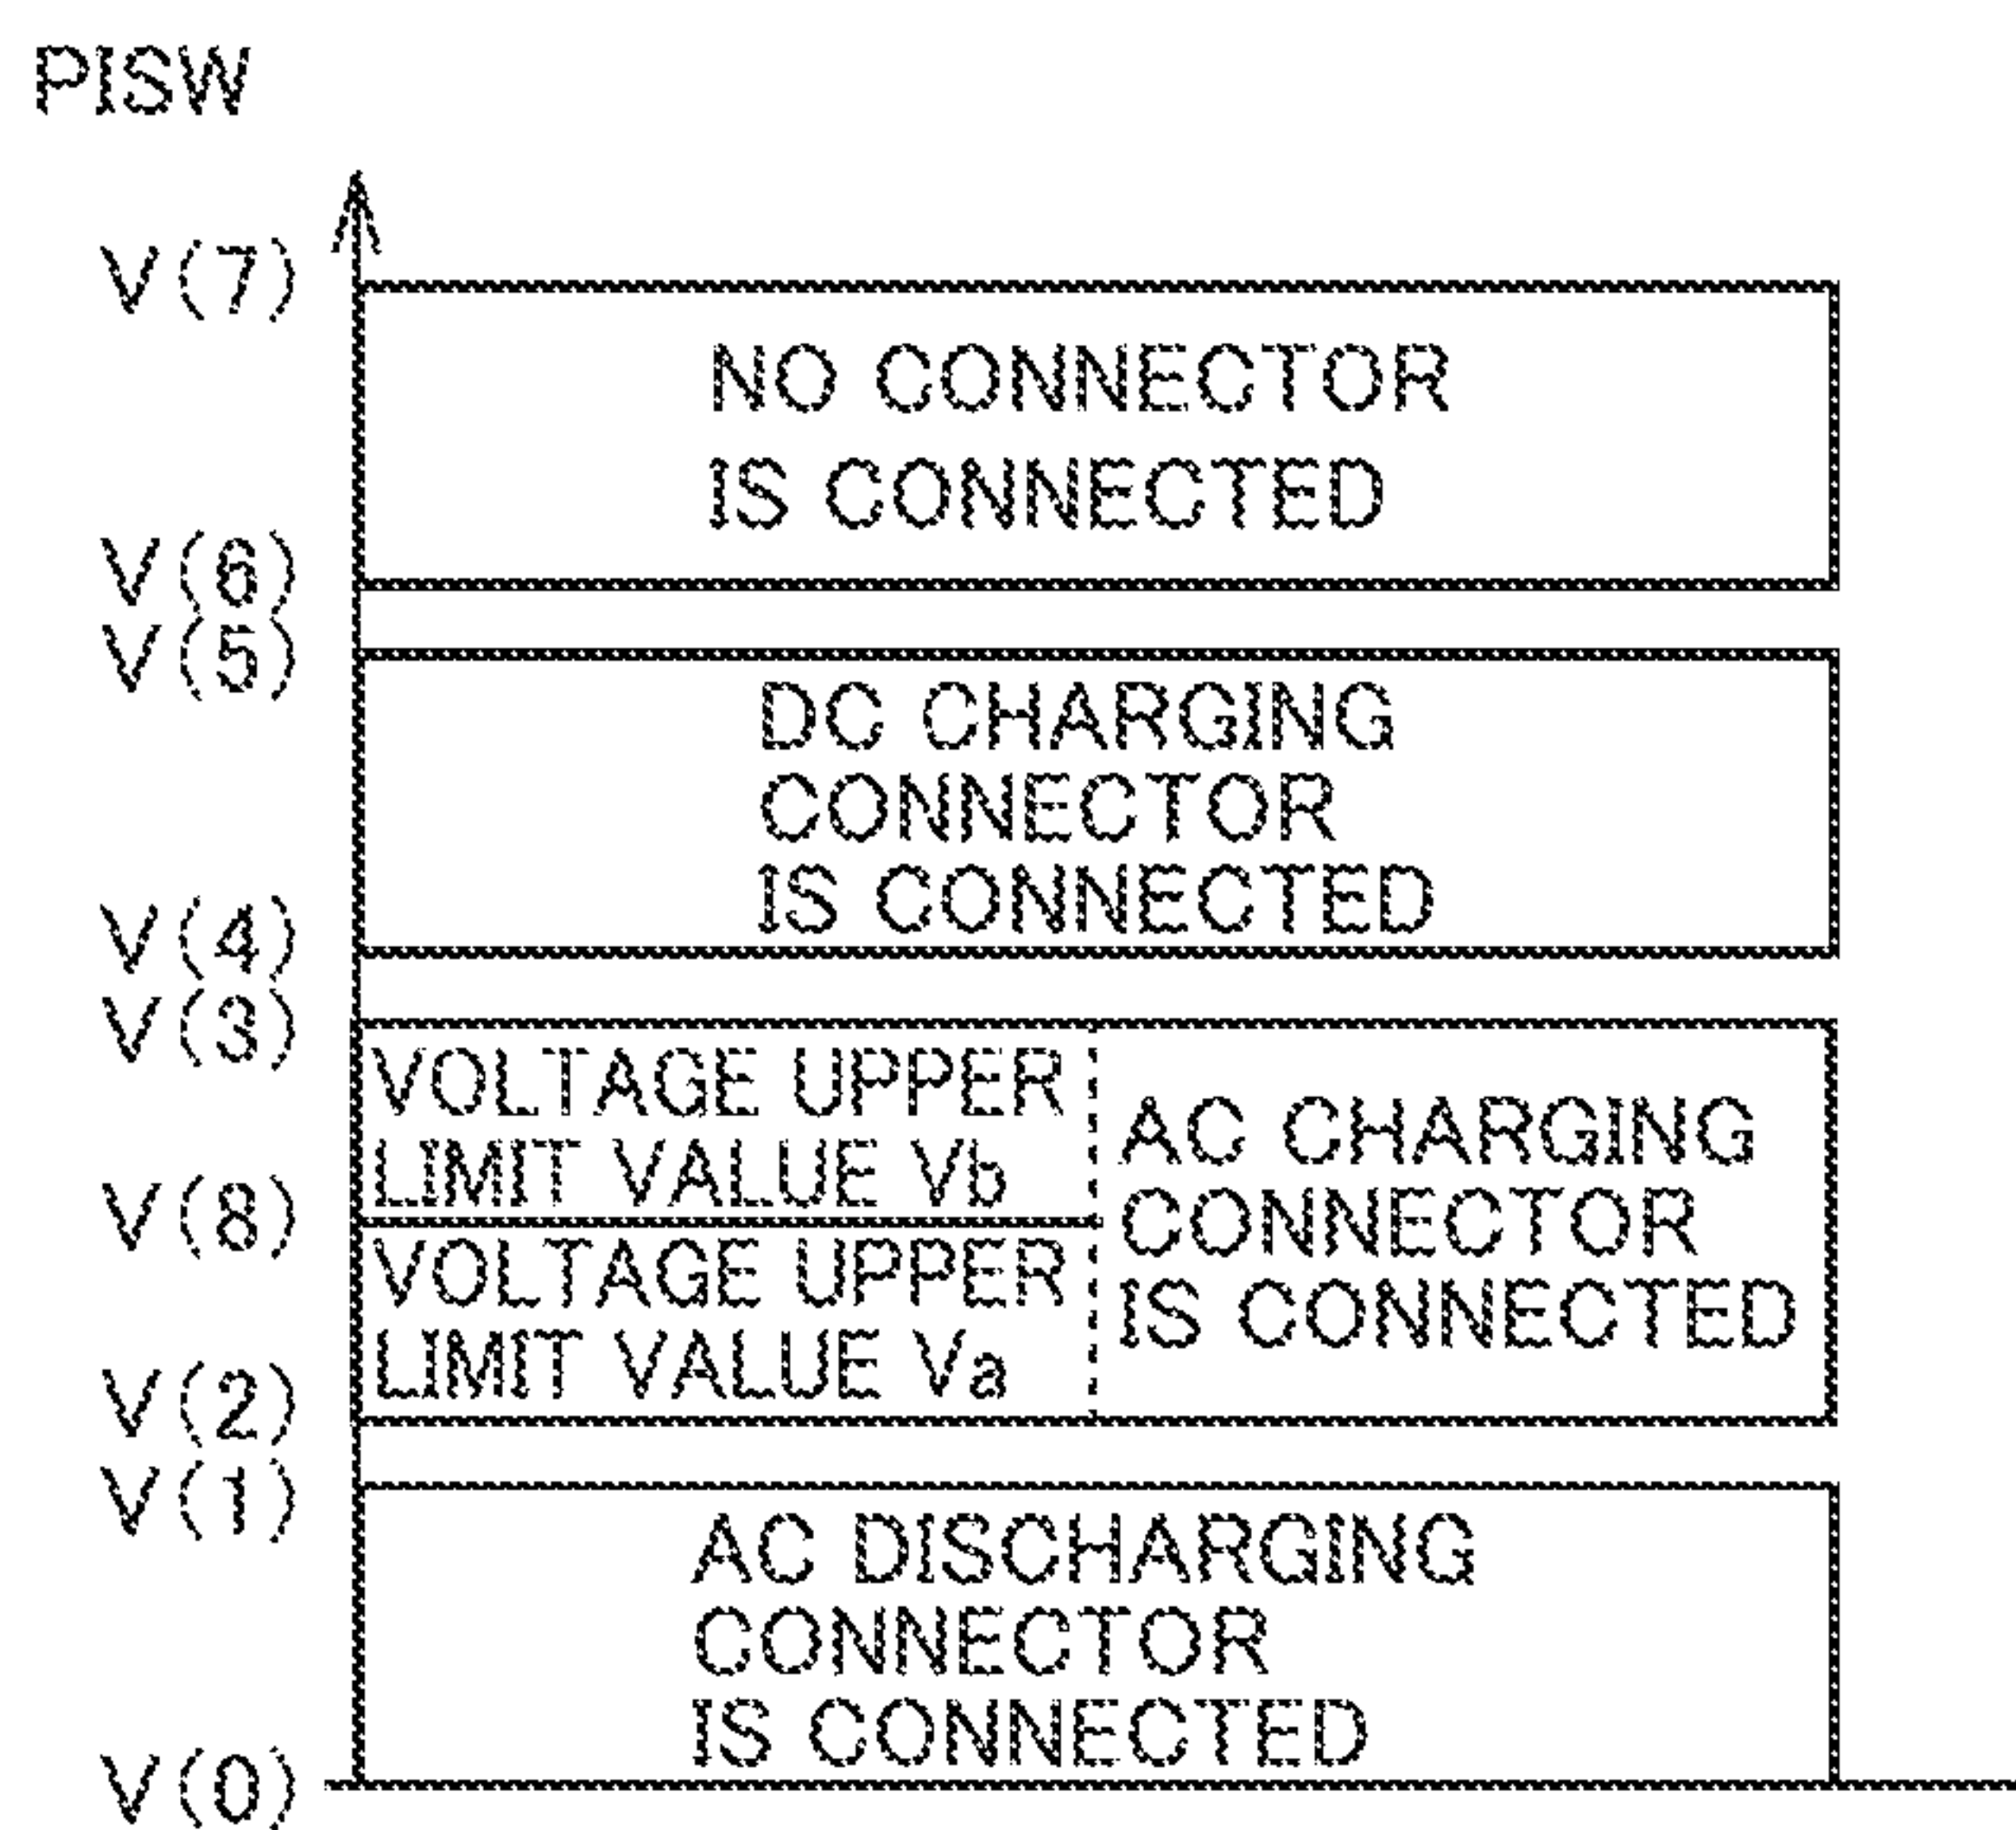 PISW
V(7)
NO CONNECTOR
IS CONNECTED
V(6)
V(5)
DC CHARGING
CONNECTOR
IS CONNECTED
V(4)
V(3)
VOLTAGE UPPER
LIMIT VALUE Vb
V(8)
VOLTAGE UPPER
LIMIT VALUE Va
AC CHARGING
CONNECTOR
IS CONNECTED
V(2)
V(1)
AC DISCHARGING
CONNECTOR
IS CONNECTED
V(0)